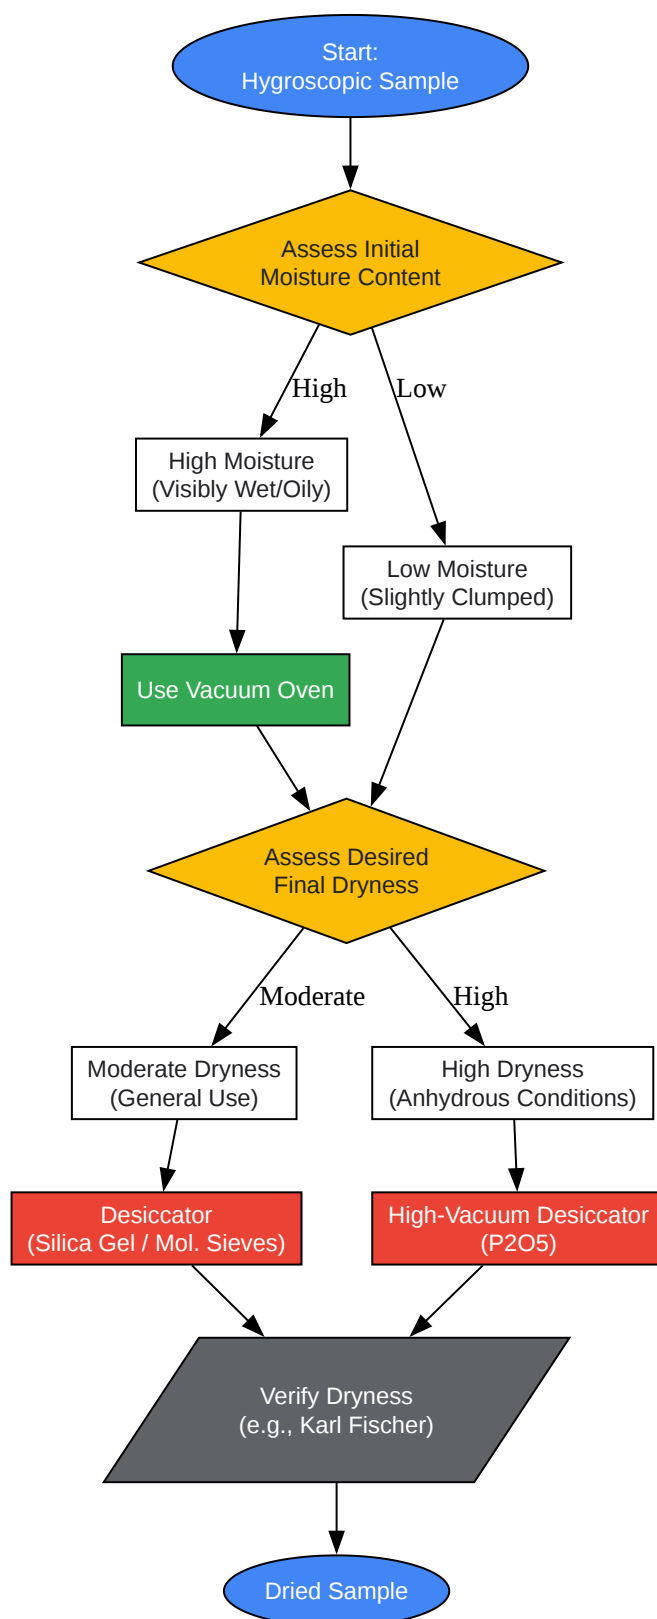 Start:
Hygroscopic Sample
Assess Initial
Moisture Content
High
Low
High Moisture
(Visibly Wet/Oily)
Low Moisture
(Slightly Clumped)
Use Vacuum Oven
Assess Desired
Final Dryness
Moderate
High
Moderate Dryness
(General Use)
High Dryness
(Anhydrous Conditions)
Desiccator
(Silica Gel / Mol. Sieves)
High-Vacuum Desiccator
(P2O5)
Verify Dryness
(e.g., Karl Fischer)
Dried Sample